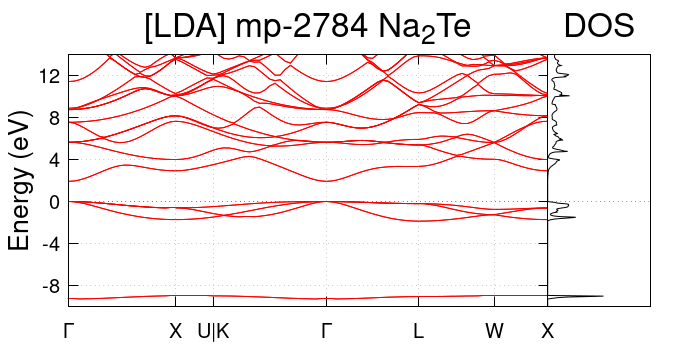 [LDA] mp-2784 Na₂Te DOS
Energy (eV)
12
8
4
0
-4
-8
Γ X U|K Γ L W X